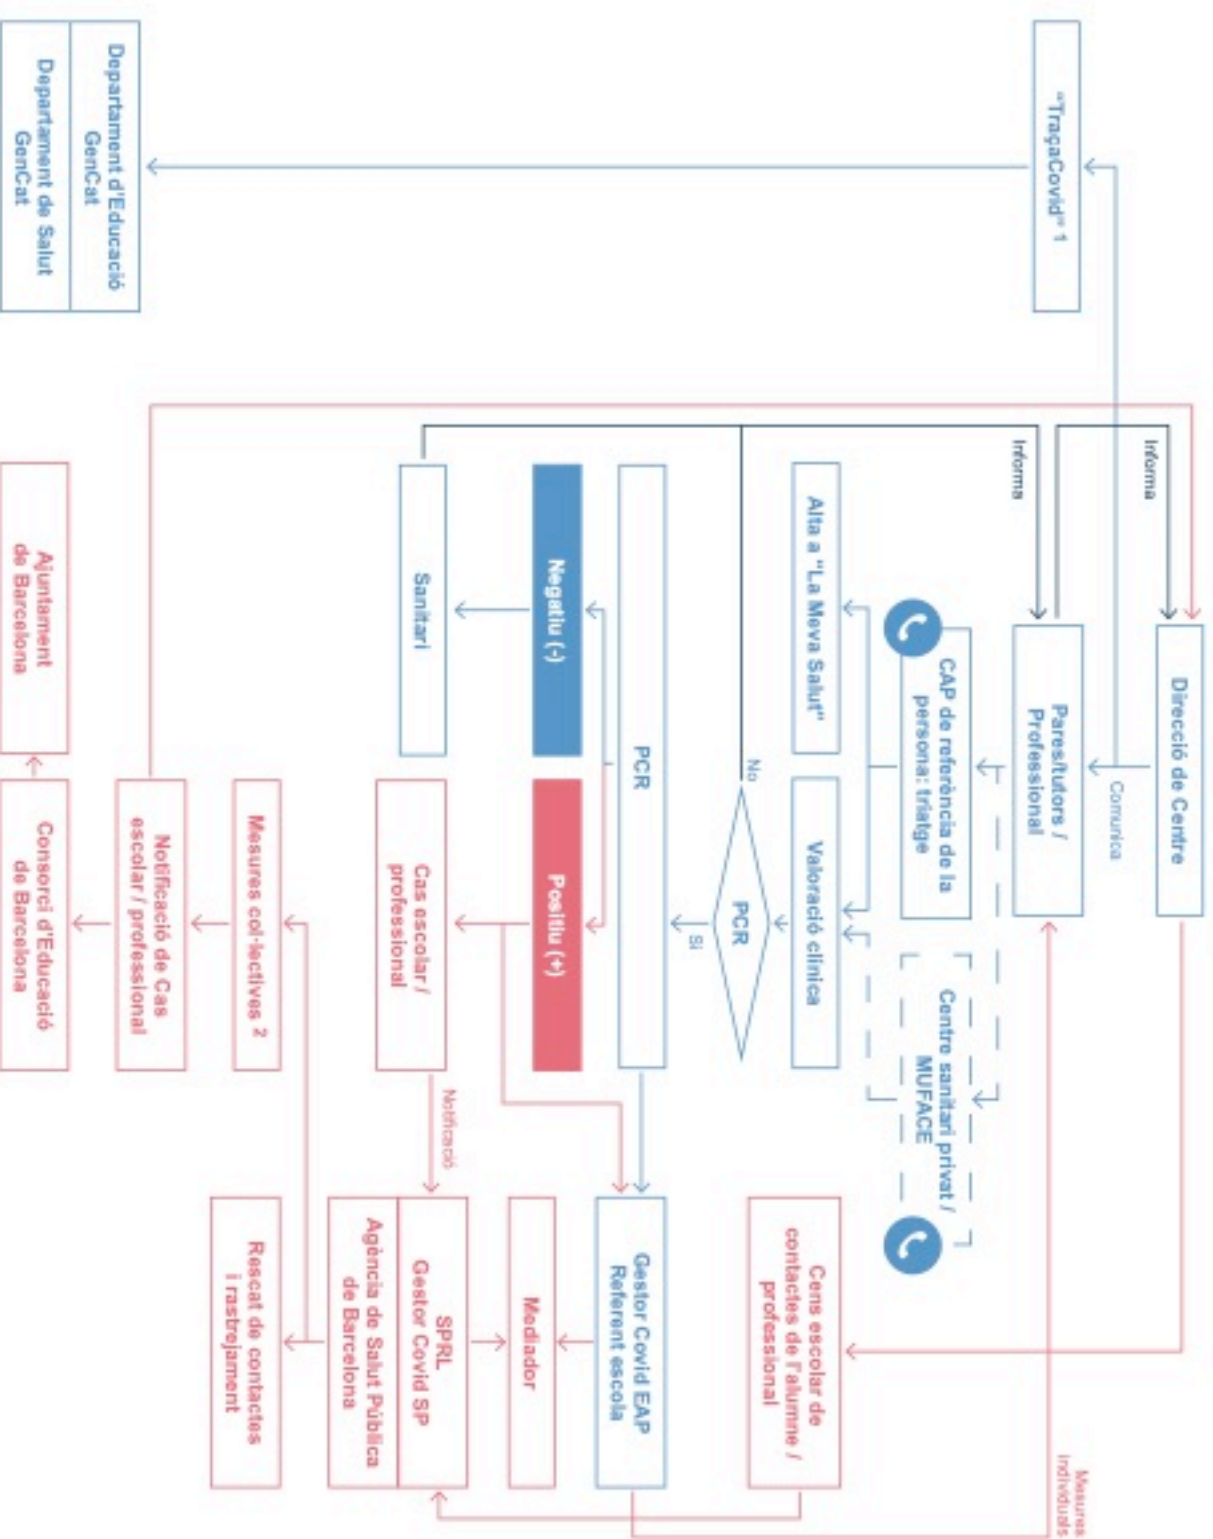 Direcció de Centre
Informa
Comunica
"TraçaCovid" 1
Pares/tutors /
Professional
Informa
Mesures
individuals
CAP de referència de la
persona: triatge
Centre sanitari privat /
MUFACE
Alta a "La Meva Salut"
Valoració clínica
Cens escolar de
contactes de l'alumne /
professional
No
PCR
Si
PCR
Gestor Covid EAP
Referent escola
Negatiu (-)
Positiu (+)
Mediador
Sanitari
Cas escolar /
professional
Notificació
SPRL
Gestor Covid SP
Agència de Salut Pública
de Barcelona
Mesures col·lectives 2
Rescat de contactes
i rastrejament
Notificació de Cas
escolar / professional
Departament d'Educació
GenCat
Departament de Salut
GenCat
Ajuntament
de Barcelona
Consorci d'Educació
de Barcelona